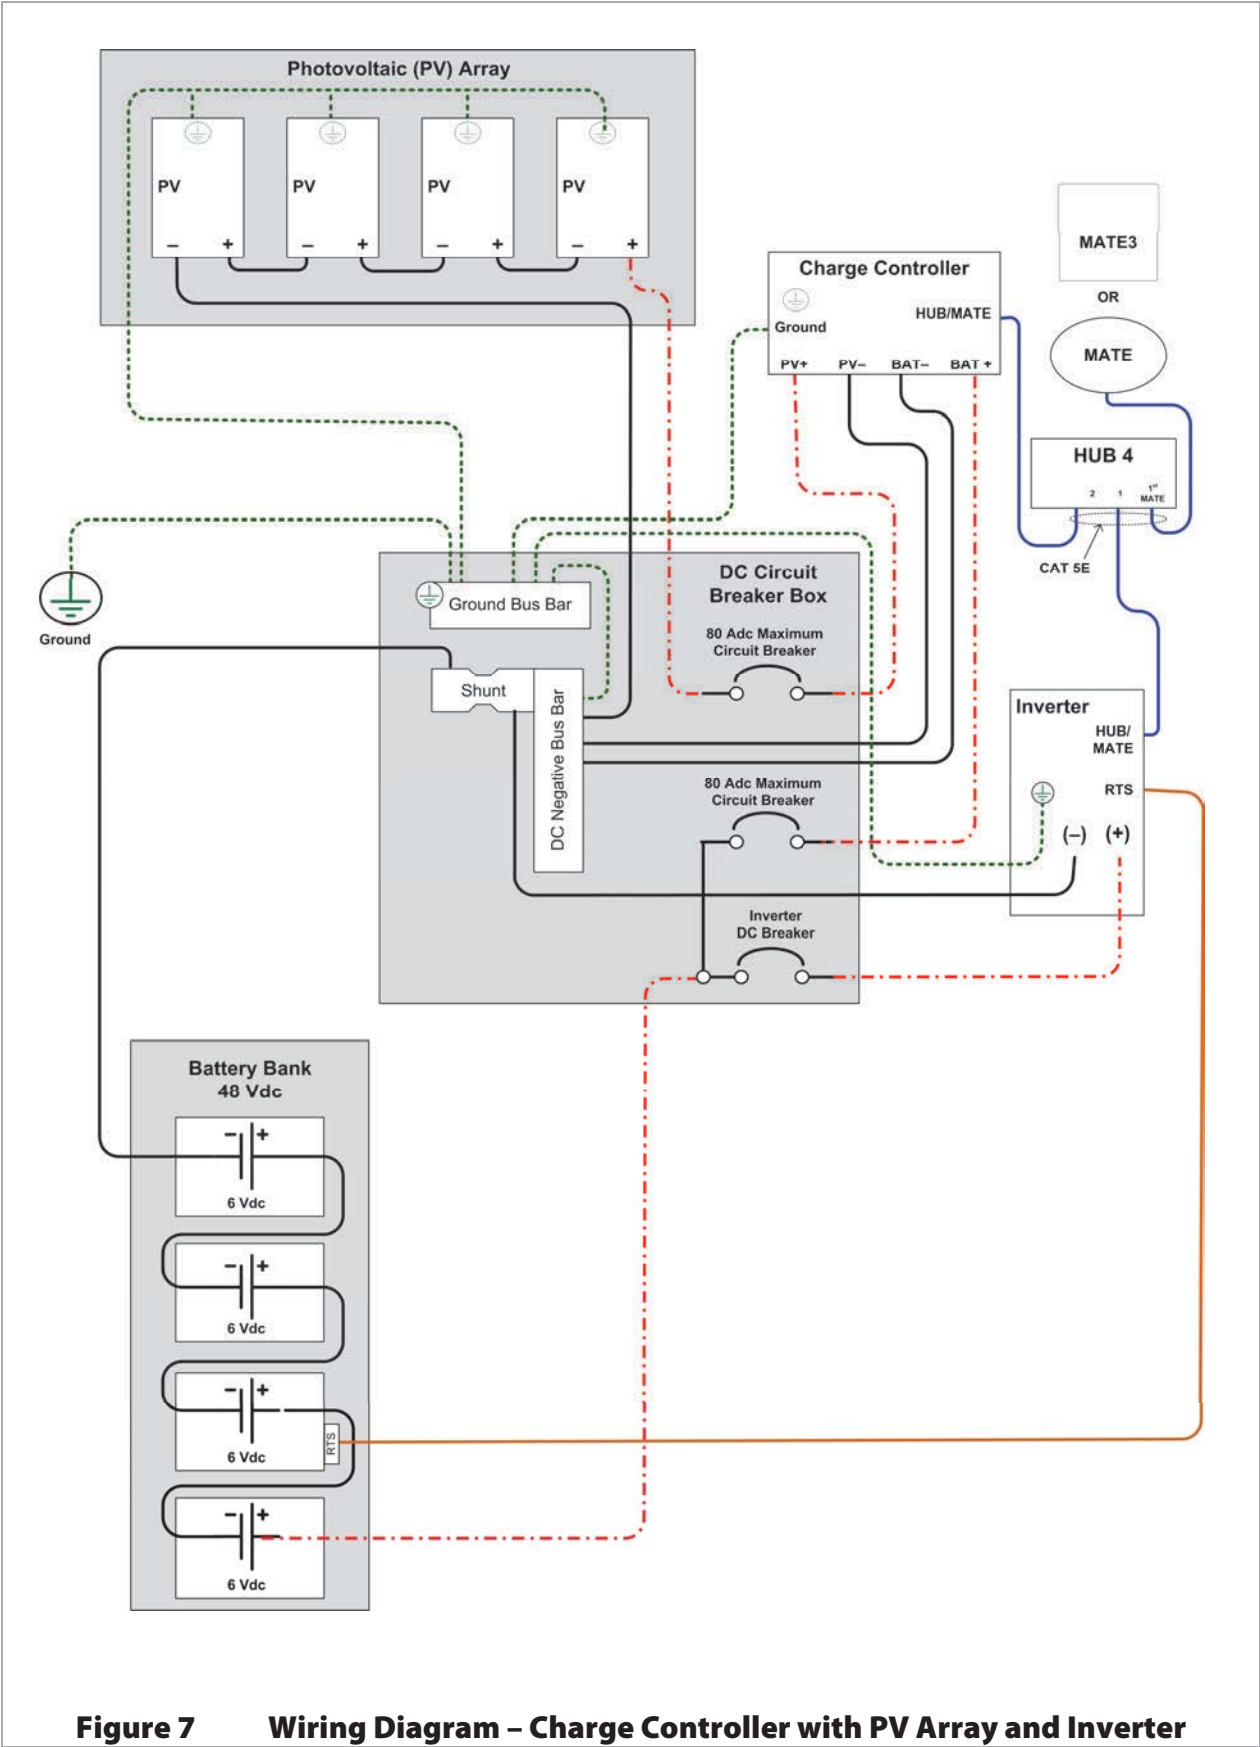 Photovoltaic (PV) Array
PV
PV
PV
PV
– +
– +
– +
– +
Charge Controller
HUB/MATE
Ground
PV+ PV– BAT– BAT +
MATE3
OR
MATE
HUB 4
2 1 1st
MATE
CAT 5E
Ground
Ground Bus Bar
Shunt
DC Negative Bus Bar
DC Circuit
Breaker Box
80 Adc Maximum
Circuit Breaker
80 Adc Maximum
Circuit Breaker
Inverter
DC Breaker
Inverter
HUB/
MATE
RTS
(–) (+)
Battery Bank
48 Vdc
– +
6 Vdc
– +
6 Vdc
– +
RTS
6 Vdc
– +
6 Vdc
Figure 7 Wiring Diagram – Charge Controller with PV Array and Inverter